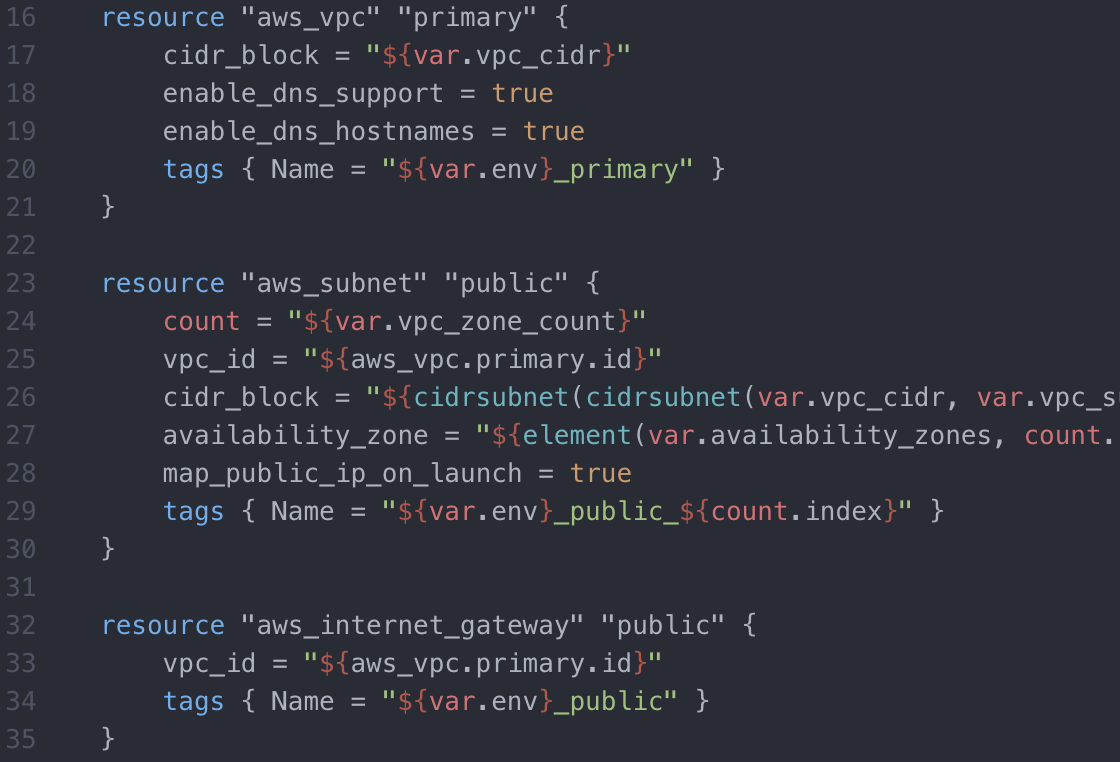 16 resource "aws_vpc" "primary" {
17 cidr_block = "${var.vpc_cidr}"
18 enable_dns_support = true
19 enable_dns_hostnames = true
20 tags { Name = "${var.env}_primary" }
21 }
22
23 resource "aws_subnet" "public" {
24 count = "${var.vpc_zone_count}"
25 vpc_id = "${aws_vpc.primary.id}"
26 cidr_block = "${cidrsubnet(cidrsubnet(var.vpc_cidr, var.vpc_s
27 availability_zone = "${element(var.availability_zones, count.
28 map_public_ip_on_launch = true
29 tags { Name = "${var.env}_public_${count.index}" }
30 }
31
32 resource "aws_internet_gateway" "public" {
33 vpc_id = "${aws_vpc.primary.id}"
34 tags { Name = "${var.env}_public" }
35 }